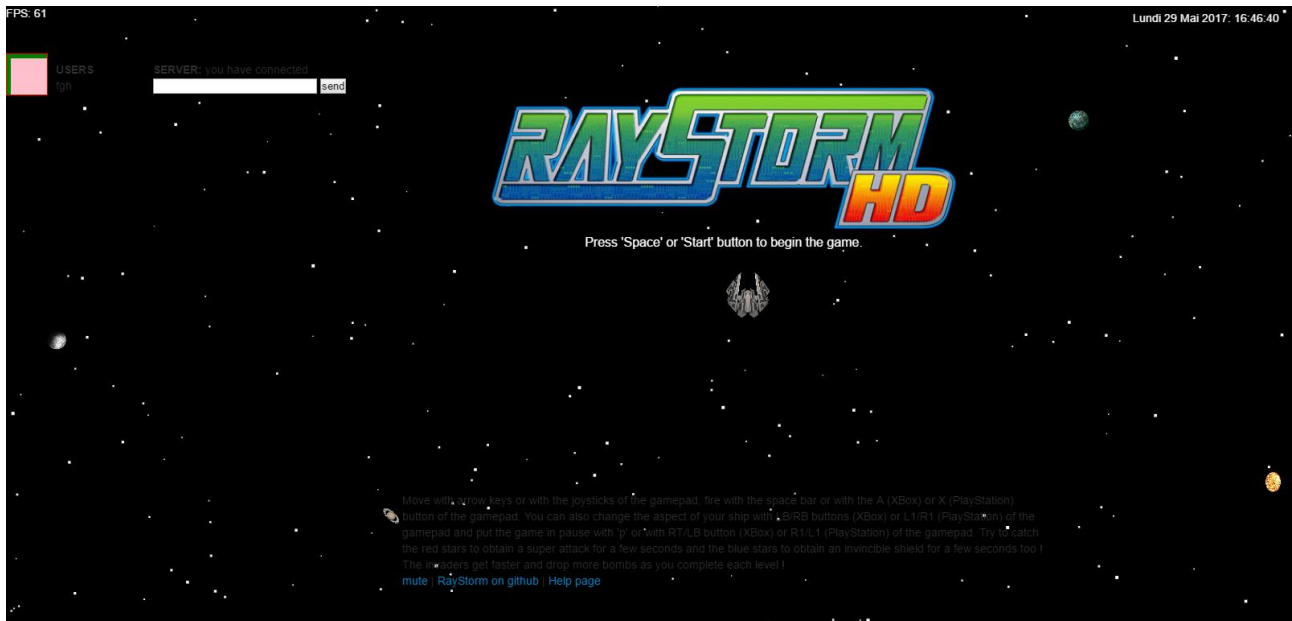 FPS: 61
Lundi 29 Mai 2017: 16:46:40
USERS
fgh
SERVER: you have connected
send
RAYSTORM
HD
Press 'Space' or 'Start' button to begin the game.
Move with arrow keys or with the joysticks of the gamepad, fire with the space bar or with the A (XBox) or X (PlayStation)
button of the gamepad. You can also change the aspect of your ship with LB/RB buttons (XBox) or L1/R1 (PlayStation) of the
gamepad and put the game in pause with 'p' or with RT/LB button (XBox) or R1/L1 (PlayStation) of the gamepad. Try to catch
the red stars to obtain a super attack for a few seconds and the blue stars to obtain an invincible shield for a few seconds too !
The invaders get faster and drop more bombs as you complete each level !
mute | RayStorm on github | Help page